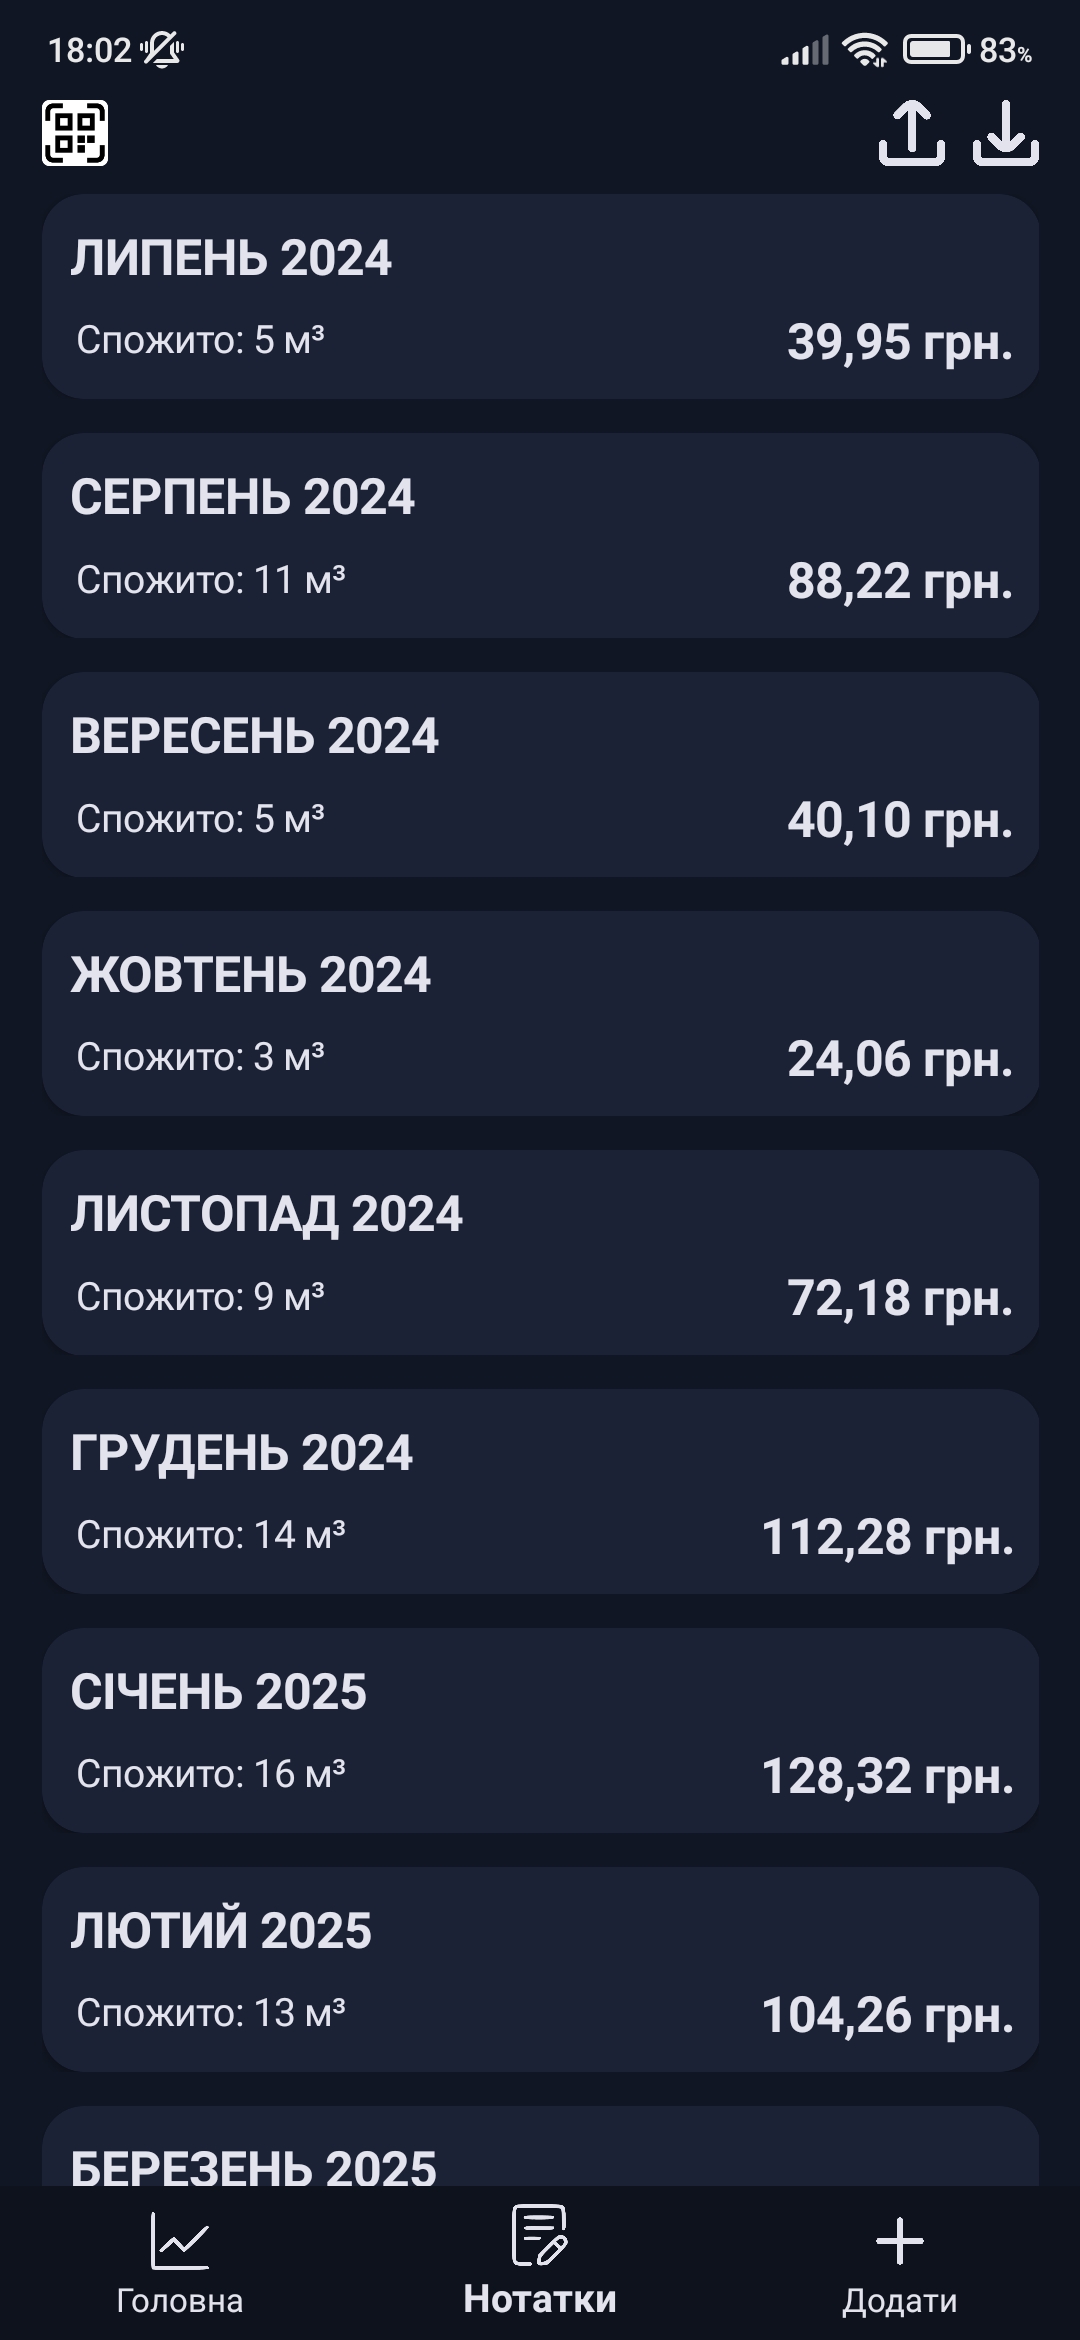 18:02 83%
ЛИПЕНЬ 2024
Спожито: 5 м³ 39,95 грн.
СЕРПЕНЬ 2024
Спожито: 11 м³ 88,22 грн.
ВЕРЕСЕНЬ 2024
Спожито: 5 м³ 40,10 грн.
ЖОВТЕНЬ 2024
Спожито: 3 м³ 24,06 грн.
ЛИСТОПАД 2024
Спожито: 9 м³ 72,18 грн.
ГРУДЕНЬ 2024
Спожито: 14 м³ 112,28 грн.
СІЧЕНЬ 2025
Спожито: 16 м³ 128,32 грн.
ЛЮТИЙ 2025
Спожито: 13 м³ 104,26 грн.
БЕРЕЗЕНЬ 2025
Головна Нотатки Додати